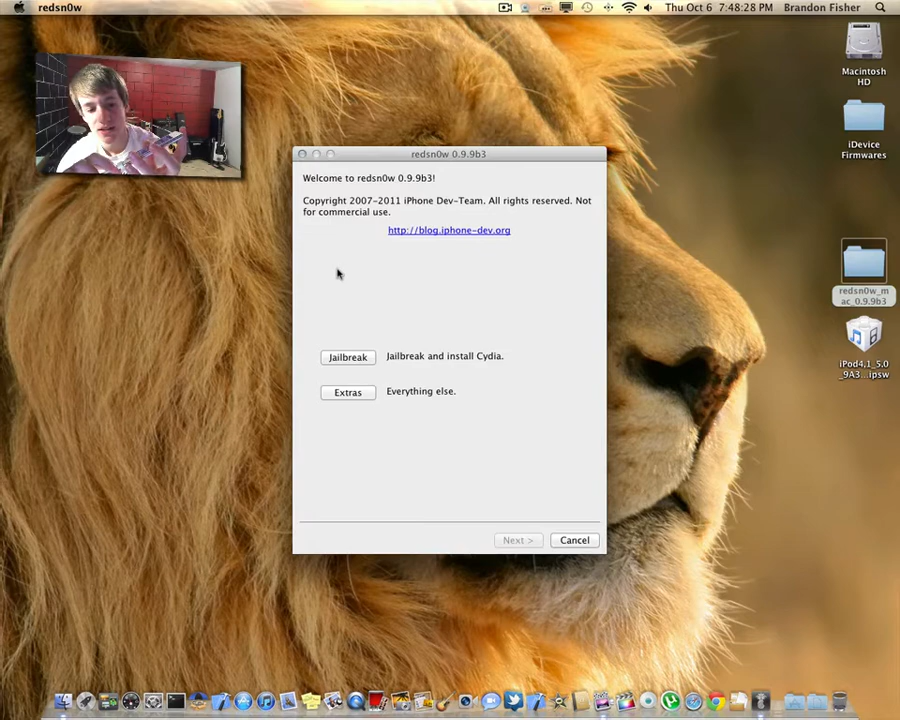 redsn0w
Thu Oct 6 7:48:28 PM Brandon Fisher
Macintosh
HD
iDevice
Firmwares
redsn0w_m
ac_0.9.9b3
iPod4,1_5.0
_9A3...ipsw
redsn0w 0.9.9b3
Welcome to redsn0w 0.9.9b3!
Copyright 2007-2011 iPhone Dev-Team. All rights reserved. Not
for commercial use.
http://blog.iphone-dev.org
Jailbreak Jailbreak and install Cydia.
Extras Everything else.
Next > Cancel